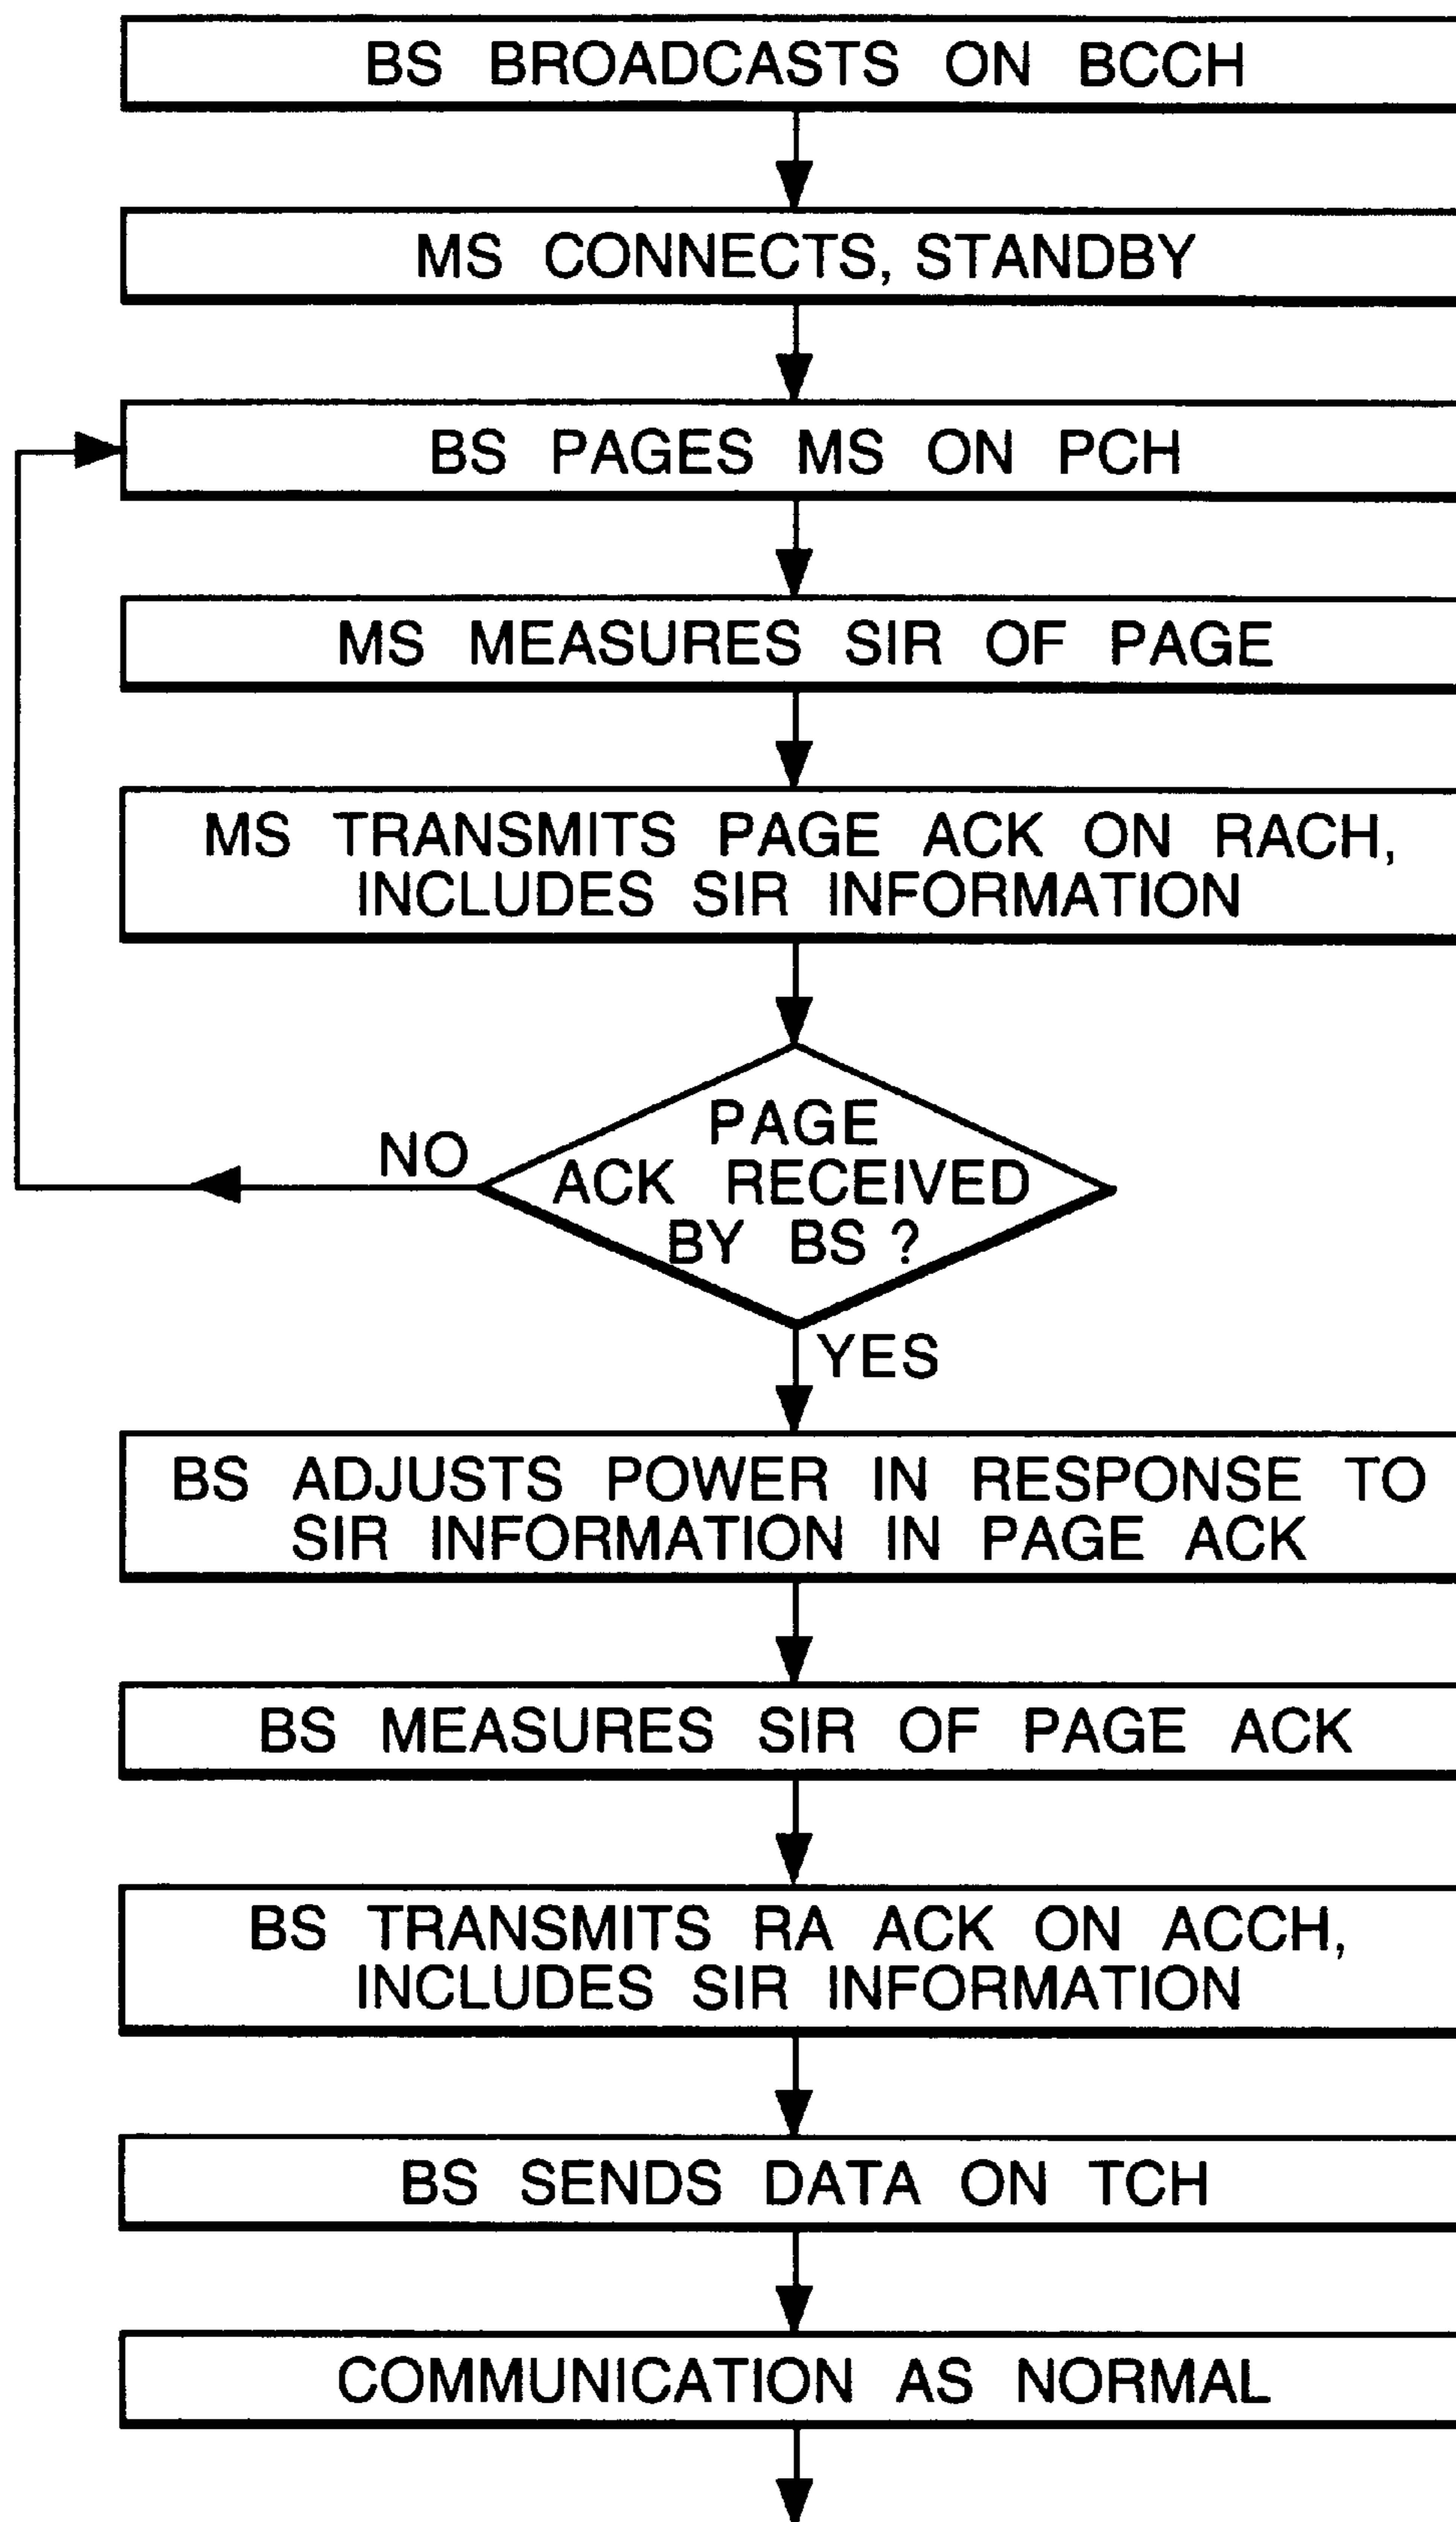 BS BROADCASTS ON BCCH
MS CONNECTS, STANDBY
BS PAGES MS ON PCH
MS MEASURES SIR OF PAGE
MS TRANSMITS PAGE ACK ON RACH,
INCLUDES SIR INFORMATION
PAGE
ACK RECEIVED
BY BS ?
NO
YES
BS ADJUSTS POWER IN RESPONSE TO
SIR INFORMATION IN PAGE ACK
BS MEASURES SIR OF PAGE ACK
BS TRANSMITS RA ACK ON ACCH,
INCLUDES SIR INFORMATION
BS SENDS DATA ON TCH
COMMUNICATION AS NORMAL